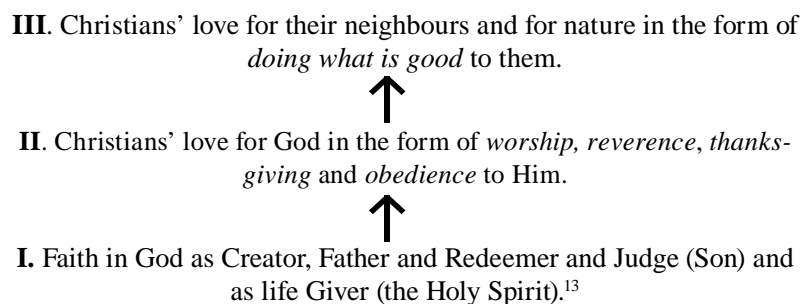 III. Christians’ love for their neighbours and for nature in the form of
doing what is good to them.
II. Christians’ love for God in the form of worship, reverence, thanks-
giving and obedience to Him.
I. Faith in God as Creator, Father and Redeemer and Judge (Son) and
as life Giver (the Holy Spirit).¹³